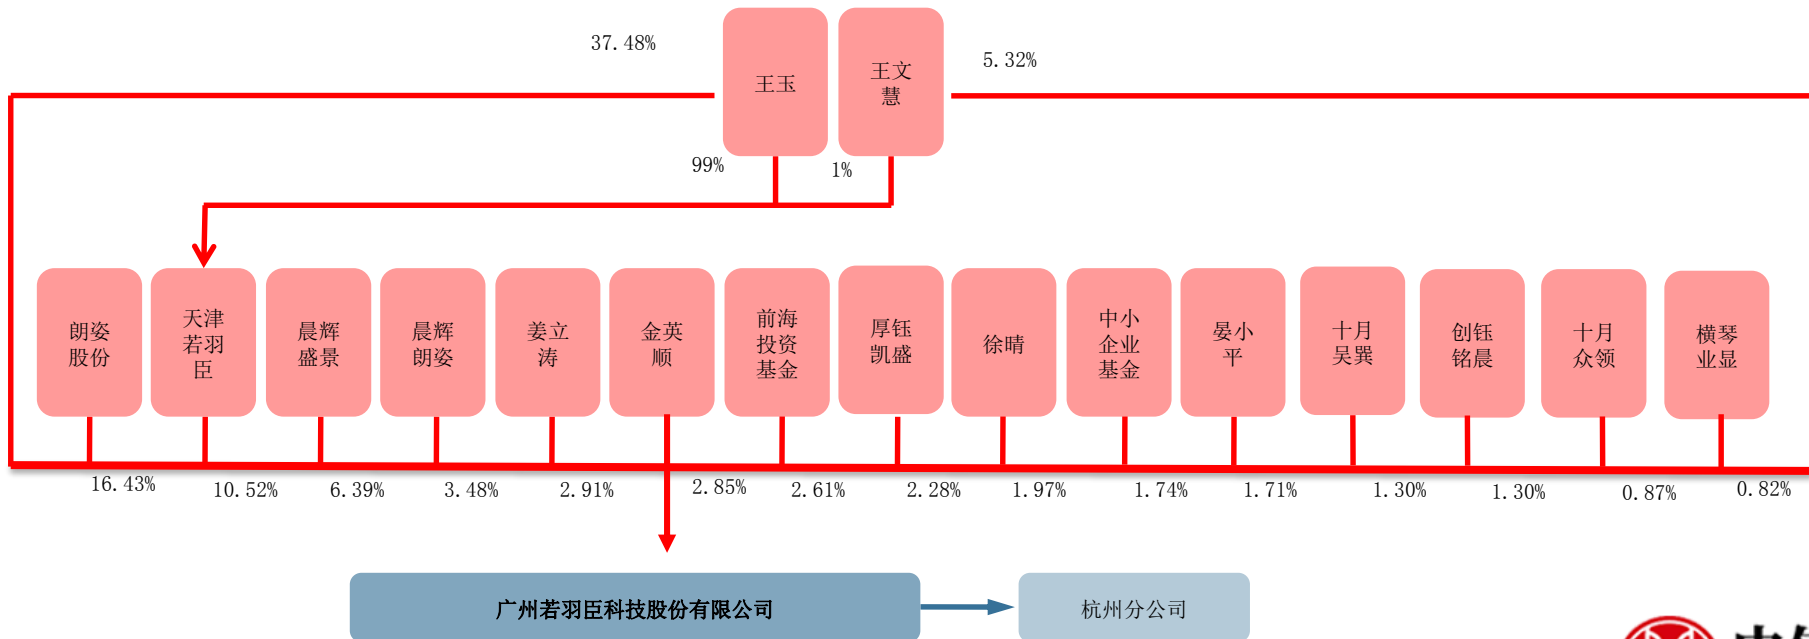 37.48%
王玉
王文
慧
5.32%
99%
1%
朗姿
股份
天津
若羽
臣
晨辉
盛景
晨辉
朗姿
姜立
涛
金英
顺
前海
投资
基金
厚钰
凯盛
徐晴
中小
企业
基金
晏小
平
十月
吴巽
创钰
铭晨
十月
众领
横琴
业显
16.43%
10.52%
6.39%
3.48%
2.91%
2.85%
2.61%
2.28%
1.97%
1.74%
1.71%
1.30%
1.30%
0.87%
0.82%
广州若羽臣科技股份有限公司
杭州分公司